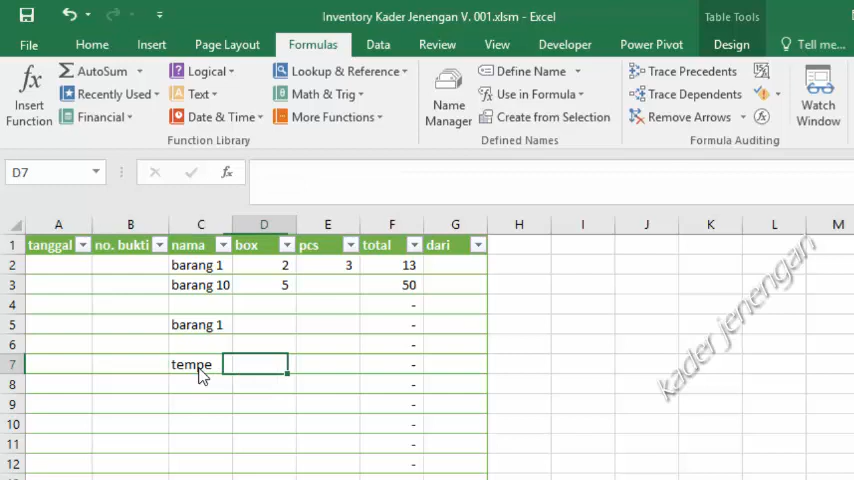 Inventory Kader Jenengan V. 001.xlsm - Excel
Table Tools
File Home Insert Page Layout Formulas Data Review View Developer Power Pivot Design Tell me...
AutoSum
Logical
Lookup & Reference
Define Name
Trace Precedents
Recently Used
Text
Math & Trig
Use in Formula
Trace Dependents
Financial
Date & Time
More Functions
Create from Selection
Remove Arrows
Insert
Function
Name
Manager
Watch
Window
Function Library
Defined Names
Formula Auditing
D7
fx
A B C D E F G H I J K L M
1 tanggal no. bukti nama box pcs total dari
2 barang 1 2 3 13
3 barang 10 5 50
4 -
5 barang 1 -
6 -
7 tempe -
8 -
9 -
10 -
11 -
12 -
kader jenengan